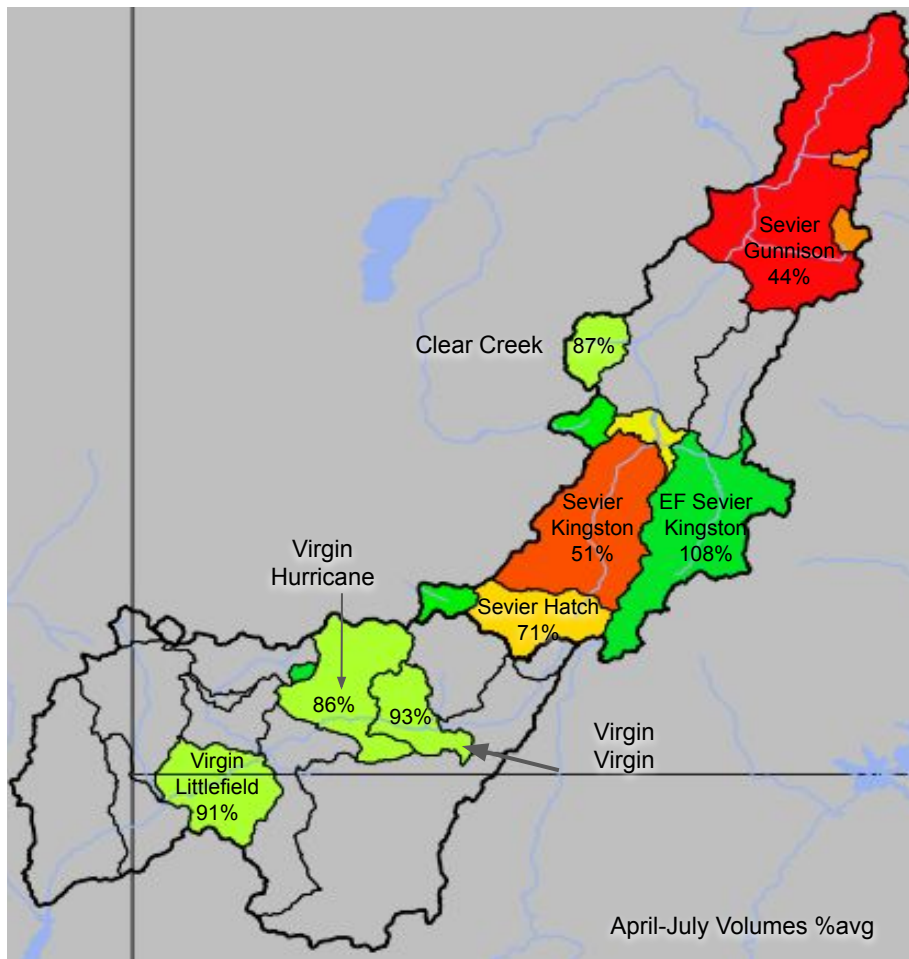 Sevier
Gunnison
44%
Clear Creek
87%
Sevier
Kingston
51%
EF Sevier
Kingston
108%
Virgin
Hurricane
Sevier Hatch
71%
86%
93%
Virgin
Virgin
Virgin
Littlefield
91%
April-July Volumes %avg